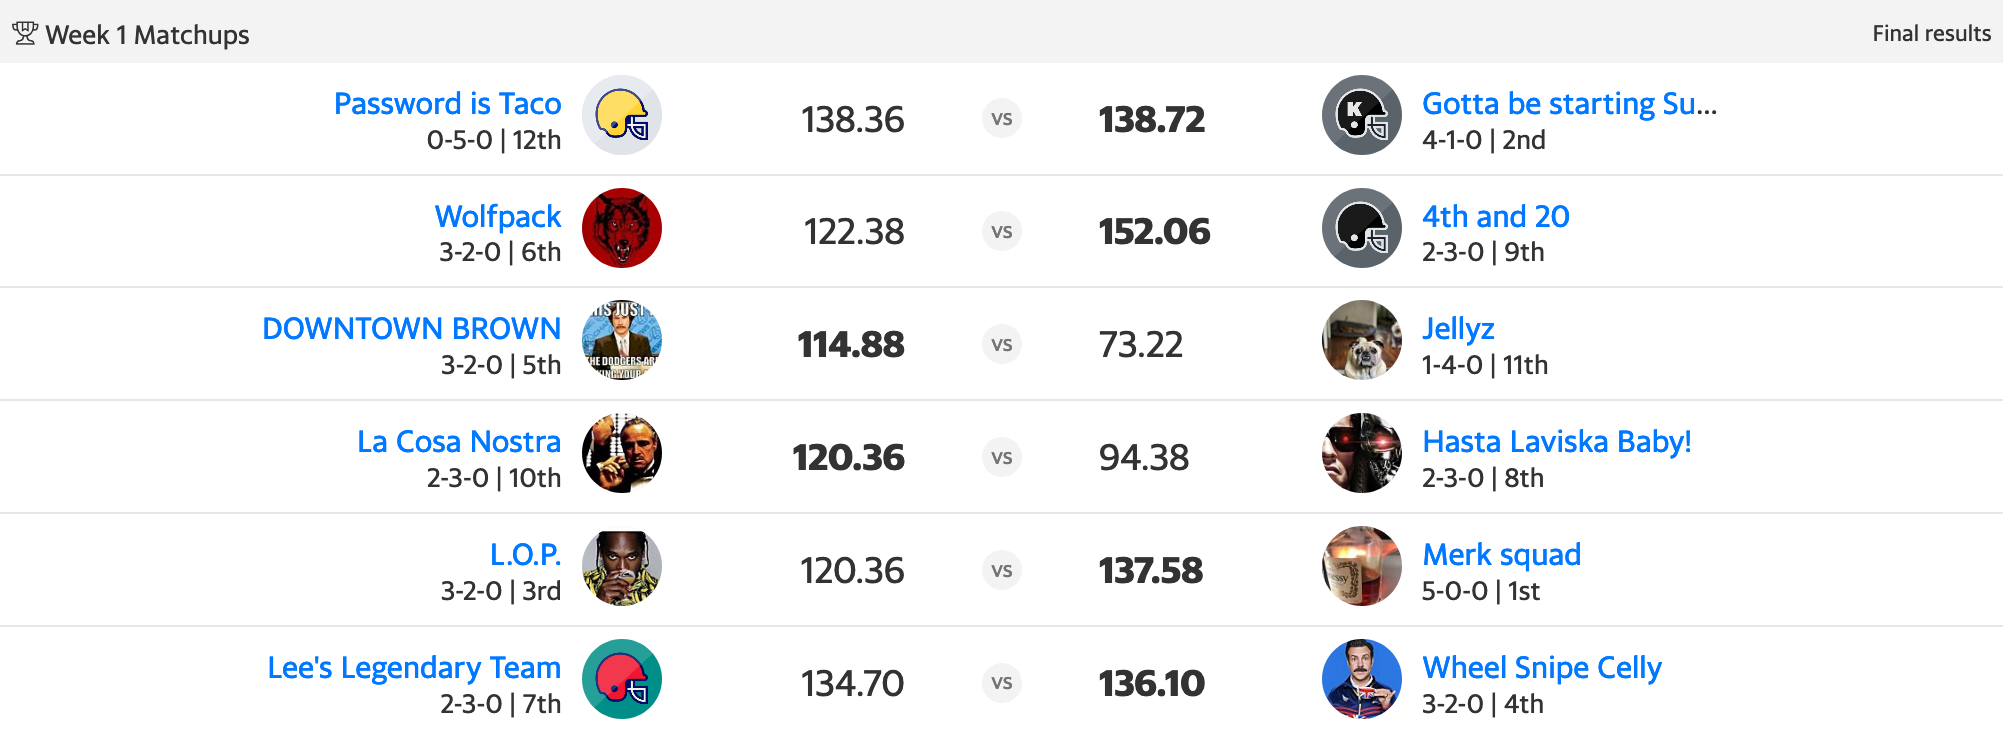 Week 1 Matchups
Final results
Password is Taco
0-5-0 | 12th
138.36
vs
138.72
K
Gotta be starting Su...
4-1-0 | 2nd
Wolfpack
3-2-0 | 6th
122.38
vs
152.06
4th and 20
2-3-0 | 9th
DOWNTOWN BROWN
3-2-0 | 5th
THE DODGERS
114.88
vs
73.22
Jellyz
1-4-0 | 11th
La Cosa Nostra
2-3-0 | 10th
120.36
vs
94.38
Hasta Laviska Baby!
2-3-0 | 8th
L.O.P.
3-2-0 | 3rd
120.36
vs
137.58
Merk squad
5-0-0 | 1st
Lee's Legendary Team
2-3-0 | 7th
134.70
vs
136.10
Wheel Snipe Celly
3-2-0 | 4th